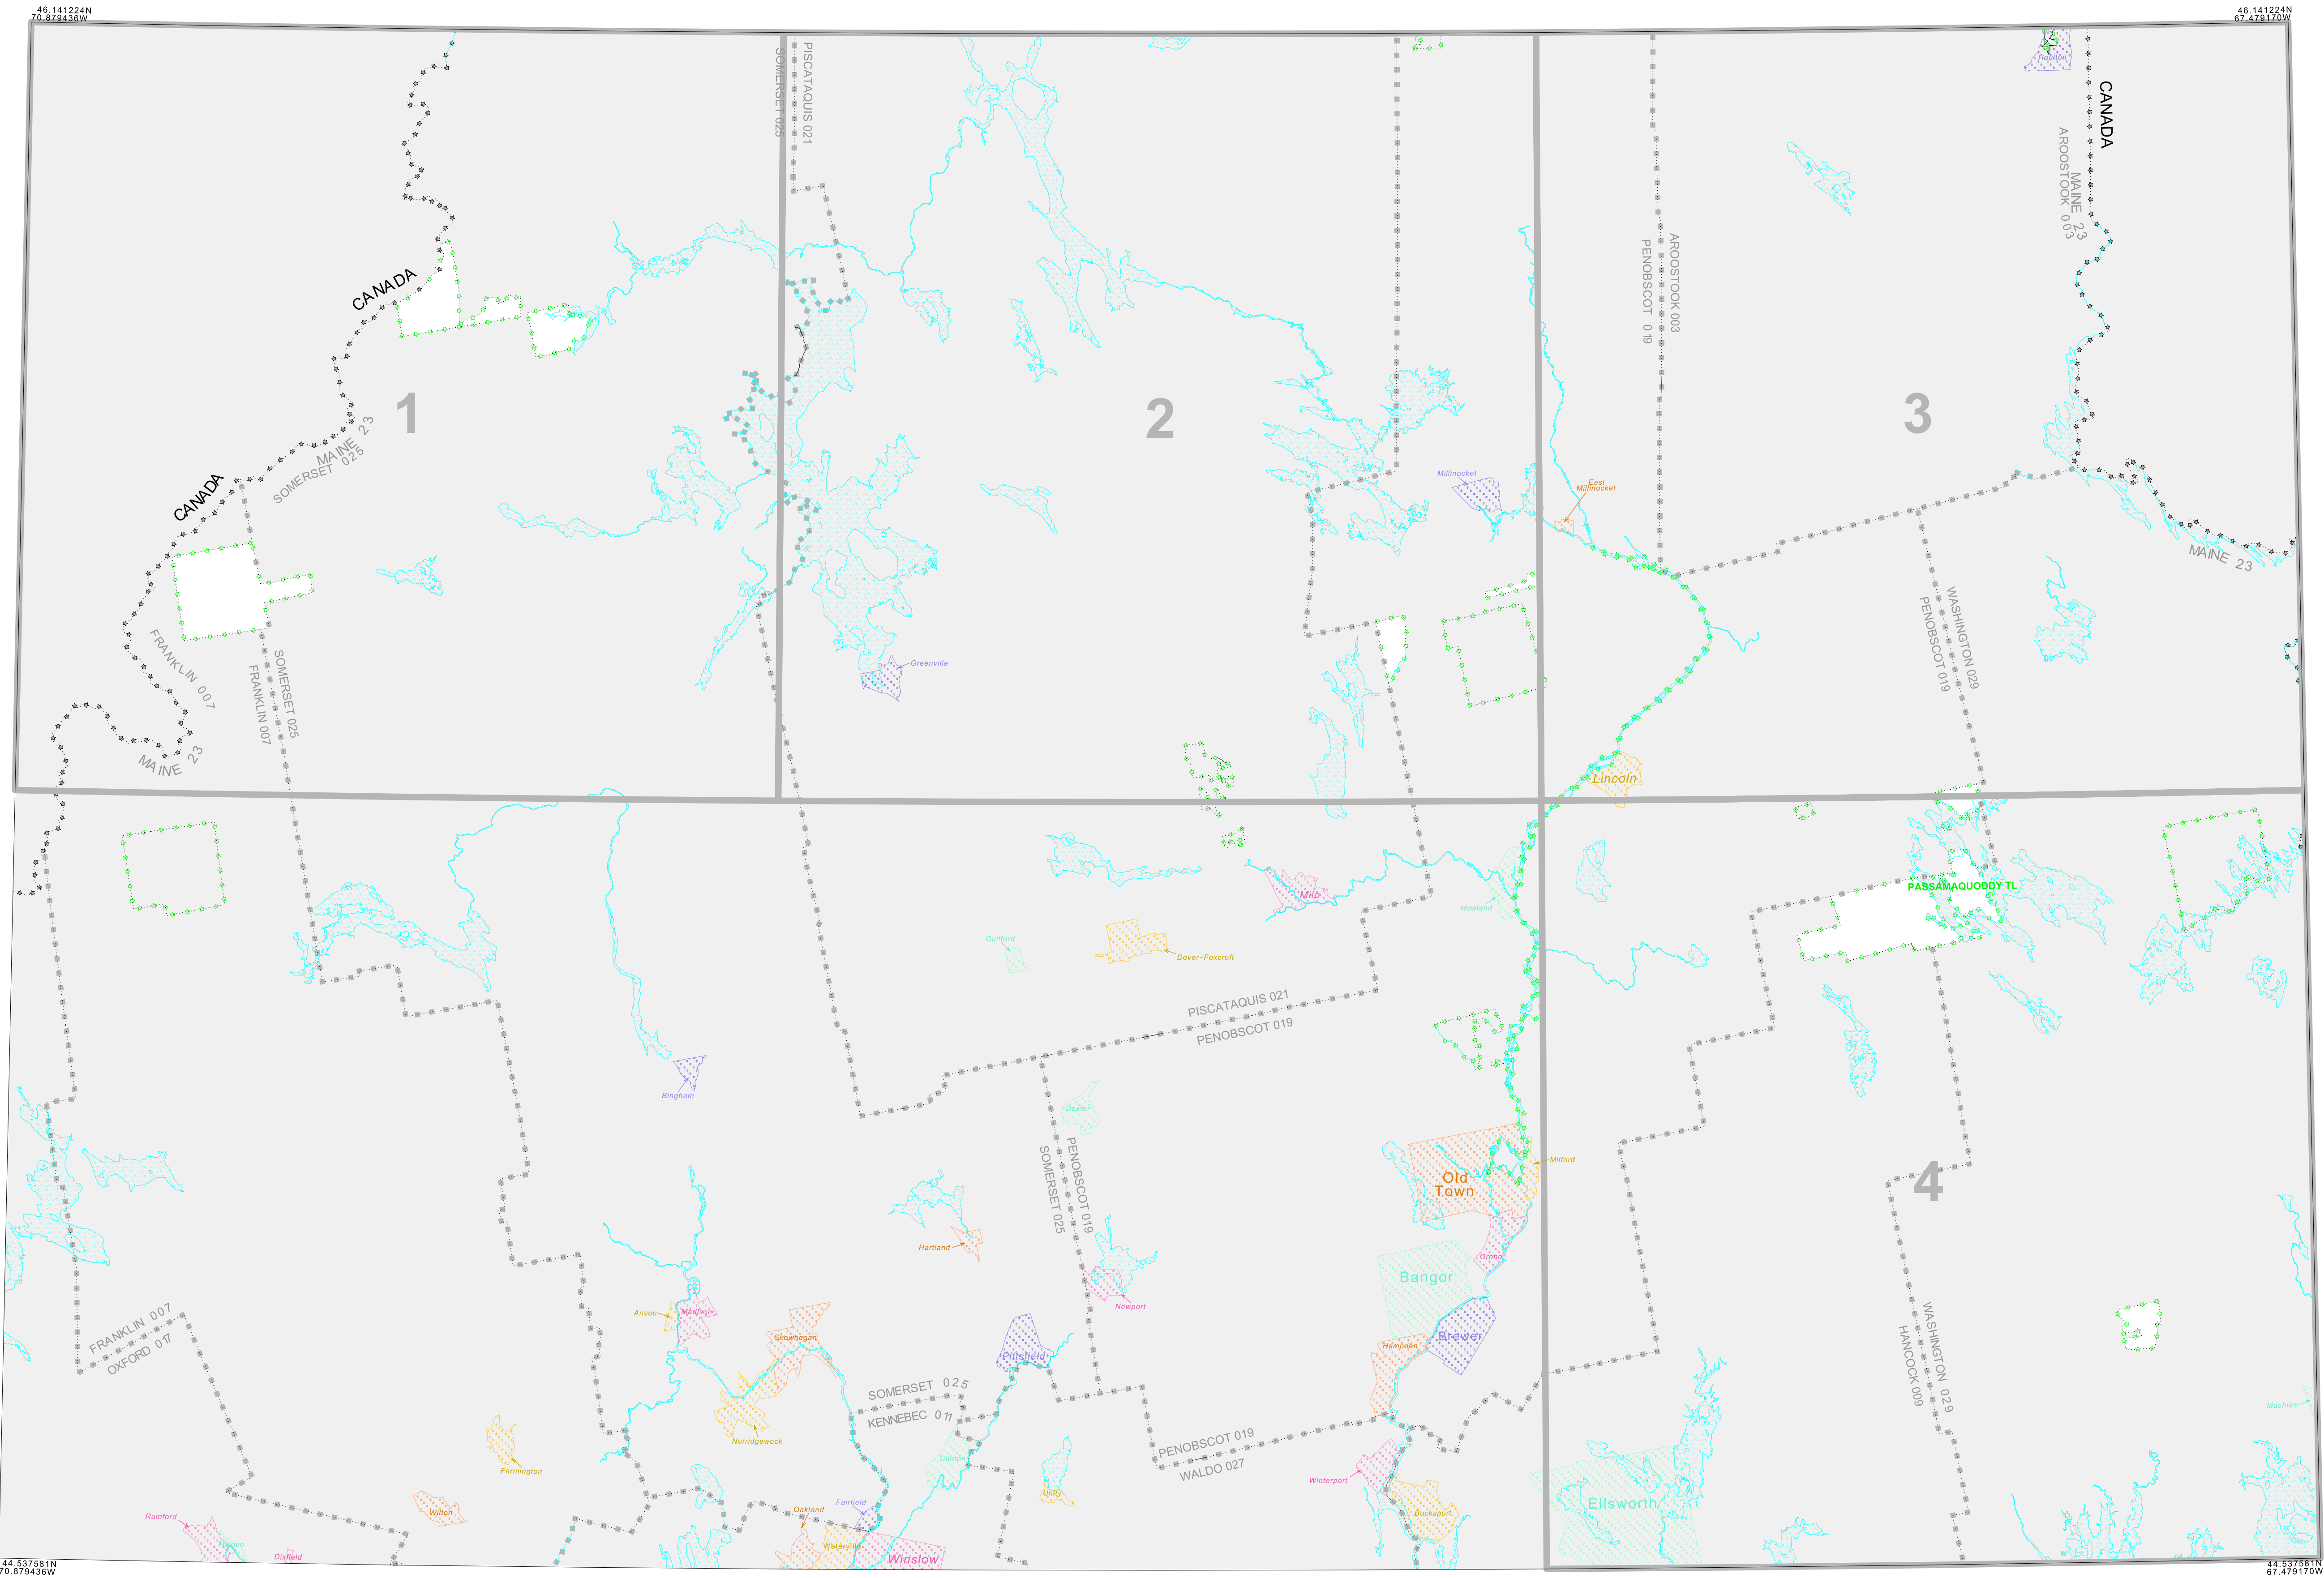 46.141224N
70.879436W
46.141224N
67.479170W
SOMERSET 025
PISCATAQUIS 021
Houlton
CANADA
AROOSTOOK 003
MAINE 23
CANADA
PENOBSCOT 019
AROOSTOOK 003
1
2
3
MAINE 23
SOMERSET 025
CANADA
Millinocket
East
Millinocket
MAINE 23
FRANKLIN 007
SOMERSET 025
FRANKLIN 007
WASHINGTON 029
PENOBSCOT 019
Greenville
MAINE 23
Lincoln
PASSAMAQUODDY TL
Milo
Howland
Guilford
Dover-Foxcroft
PISCATAQUIS 021
PENOBSCOT 019
Bingham
Dexter
PENOBSCOT 019
SOMERSET 025
Old
Town
Milford
4
Hartland
Orono
Bangor
Newport
Anson
Madison
Skowhegan
Pittsfield
Brewer
Hampden
FRANKLIN 007
OXFORD 017
WASHINGTON 029
HANCOCK 009
SOMERSET 025
KENNEBEC 011
Machias
Norridgewock
PENOBSCOT 019
WALDO 027
Clinton
Farmington
Winterport
Unity
Wilton
Oakland
Fairfield
Bucksport
Ellsworth
Rumford
Mexico
Dixfield
Waterville
Winslow
44.537581N
70.879436W
44.537581N
67.479170W